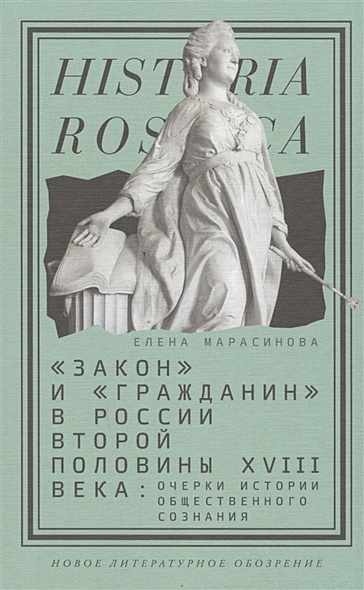 HISTORIA
ROSSICA
ЕЛЕНА МАРАСИНОВА
«ЗАКОН»
И «ГРАЖДАНИН»
В РОССИИ
ВТОРОЙ
ПОЛОВИНЫ XVIII
ВЕКА: ОЧЕРКИ ИСТОРИИ
ОБЩЕСТВЕННОГО
СОЗНАНИЯ
НОВОЕ ЛИТЕРАТУРНОЕ ОБОЗРЕНИЕ